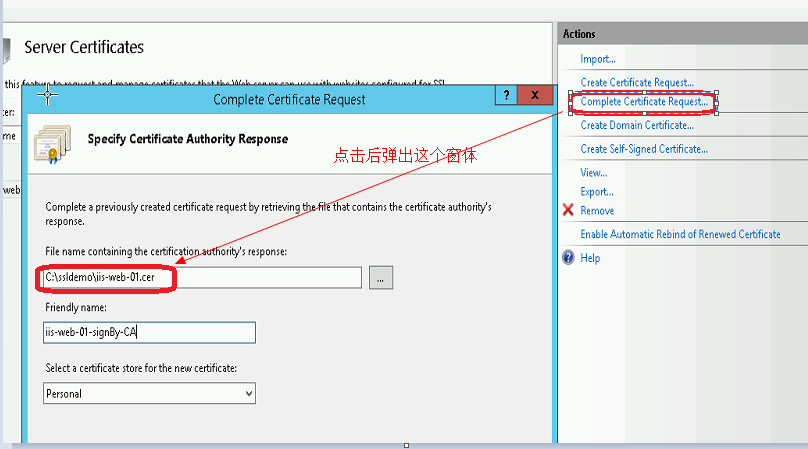 Server Certificates
this feature to request and manage certificates that the Web server can use with websites configured for SSL
ter:
me
web
Complete Certificate Request
?
X
Specify Certificate Authority Response
点击后弹出这个窗体
Complete a previously created certificate request by retrieving the file that contains the certificate authority's
response.
File name containing the certification authority's response:
C:\ssldemo\iis-web-01.cer
...
Friendly name:
iis-web-01-signBy-CA
Select a certificate store for the new certificate:
Personal
Actions
Import...
Create Certificate Request...
Complete Certificate Request...
Create Domain Certificate...
Create Self-Signed Certificate...
View...
Export...
Remove
Enable Automatic Rebind of Renewed Certificate
Help